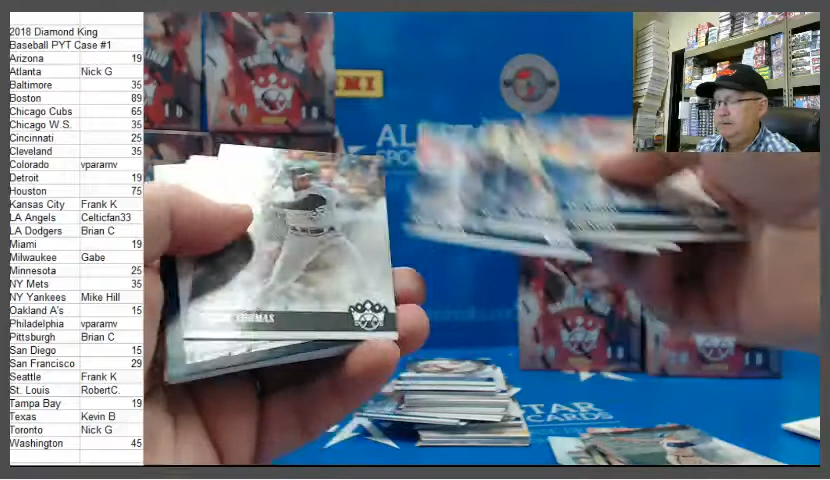 2018 Diamond King
Baseball PYT Case #1
Arizona 19
Atlanta Nick G
Baltimore 35
Boston 89
Chicago Cubs 65
Chicago W.S. 35
Cincinnati 25
Cleveland 35
Colorado vparamv
Detroit 19
Houston 75
Kansas City Frank K
LA Angels Celticfan33
LA Dodgers Brian C
Miami 19
Milwaukee Gabe
Minnesota 25
NY Mets 35
NY Yankees Mike Hill
Oakland A's 15
Philadelphia vparamv
Pittsburgh Brian C
San Diego 15
San Francisco 29
Seattle Frank K
St. Louis RobertC.
Tampa Bay 19
Texas Kevin B
Toronto Nick G
Washington 45